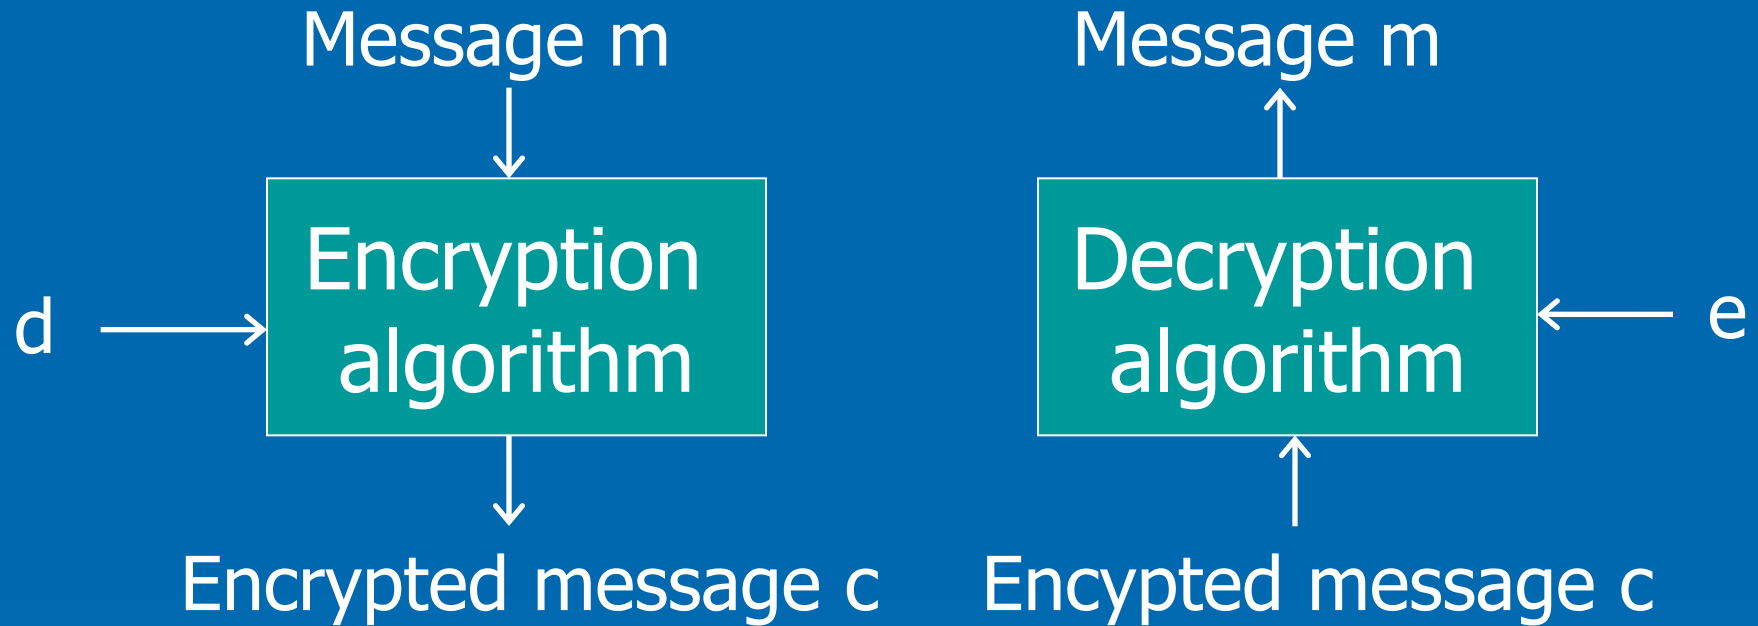 Message m
Message m
Encryption
algorithm
Decryption
algorithm
d
e
Encrypted message c
Encypted message c